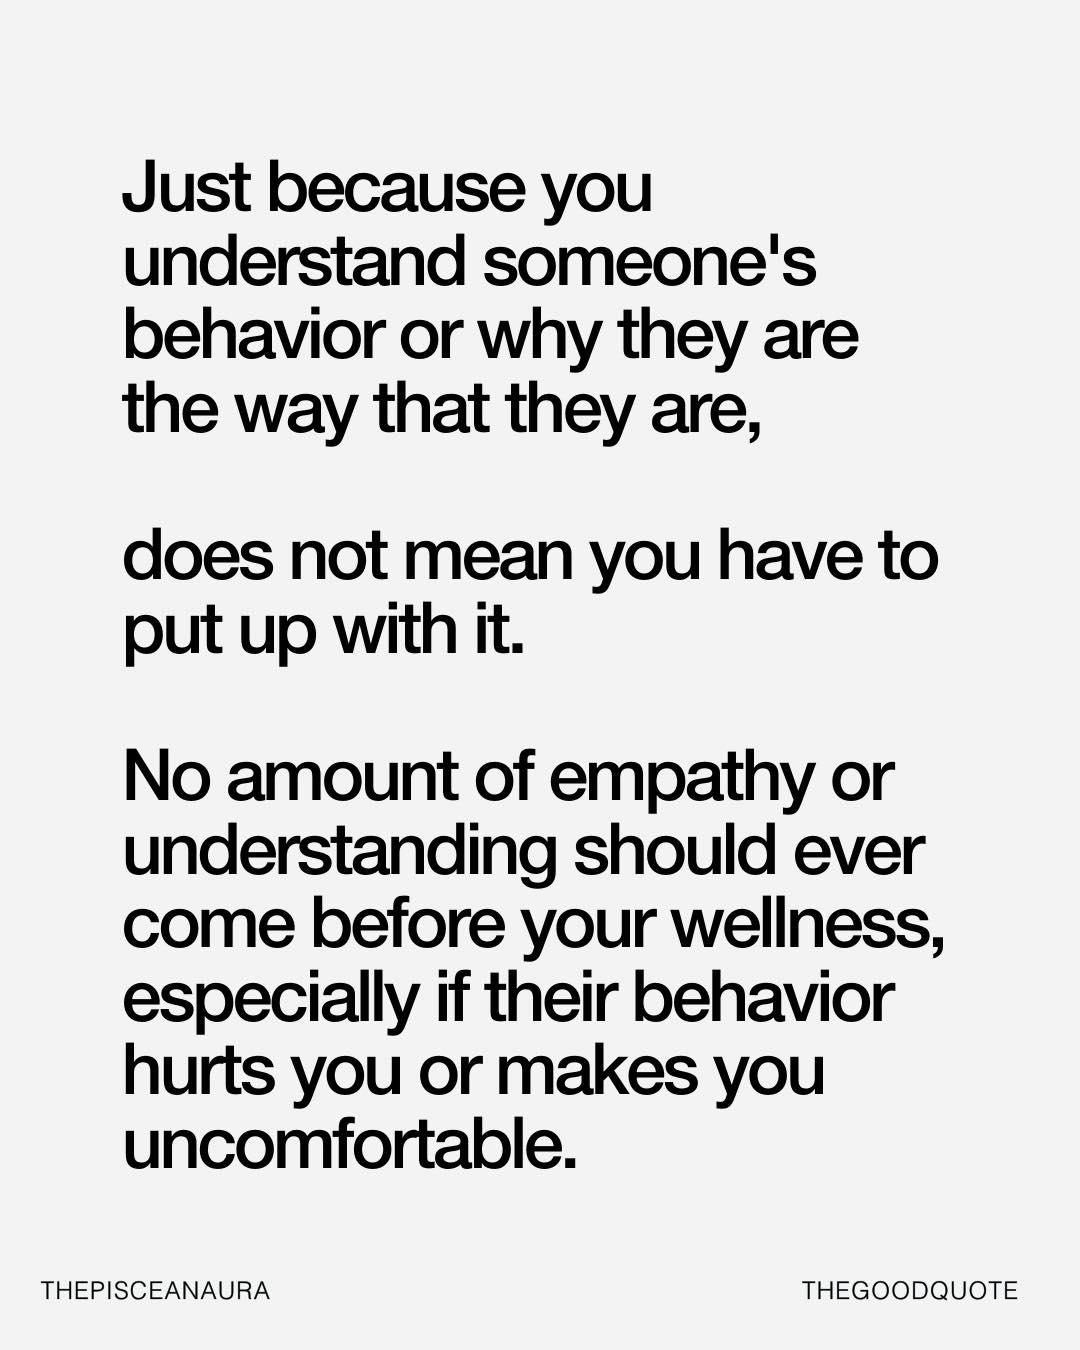 Just because you
understand someone's
behavior or why they are
the way that they are,
does not mean you have to
put up with it.
No amount of empathy or
understanding should ever
come before your wellness,
especially if their behavior
hurts you or makes you
uncomfortable.
THEPISCEANAURA
THEGOODQUOTE